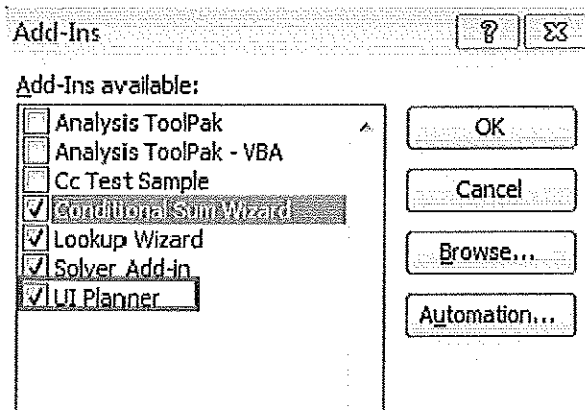 Add-Ins
Add-Ins available:
Analysis ToolPak
Analysis ToolPak - VBA
Cc Test Sample
Conditional Sum Wizard
Lookup Wizard
Solver Add-in
UI Planner
OK
Cancel
Browse...
Automation...